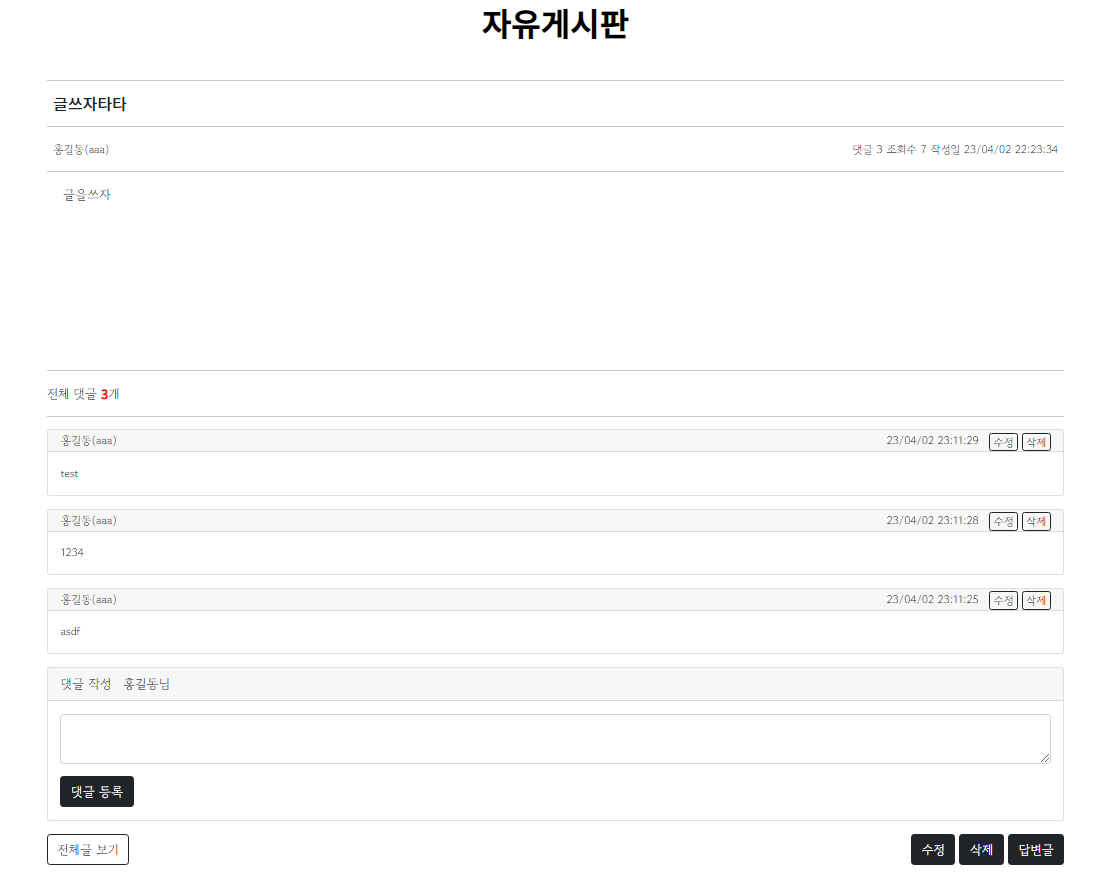 자유게시판
글쓰자타타
홍길동(aaa) 댓글 3 조회수 7 작성일 23/04/02 22:23:34
글을쓰자
전체 댓글 3개
홍길동(aaa) 23/04/02 23:11:29 수정 삭제
test
홍길동(aaa) 23/04/02 23:11:28 수정 삭제
1234
홍길동(aaa) 23/04/02 23:11:25 수정 삭제
asdf
댓글 작성 홍길동님
댓글 등록
전체글 보기 수정 삭제 답변글